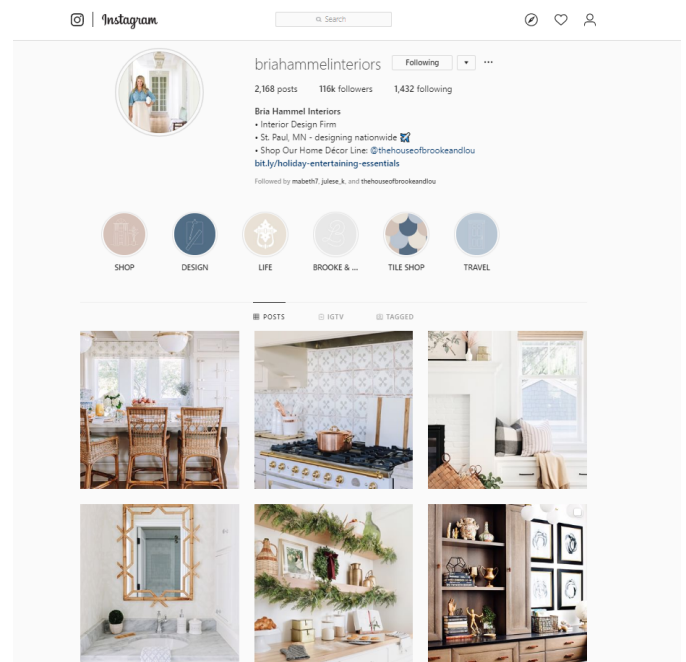 Instagram
Search
briahammelinteriors Following
2,168 posts 116k followers 1,432 following
Bria Hammel Interiors
• Interior Design Firm
• St. Paul, MN - designing nationwide
• Shop Our Home Décor Line: @thehouseofbrookeandlou
bit.ly/holiday-entertaining-essentials
Followed by mabeth7, julese_k, and thehouseofbrookeandlou
SHOP DESIGN LIFE BROOKE & ... TILE SHOP TRAVEL
POSTS IGTV TAGGED